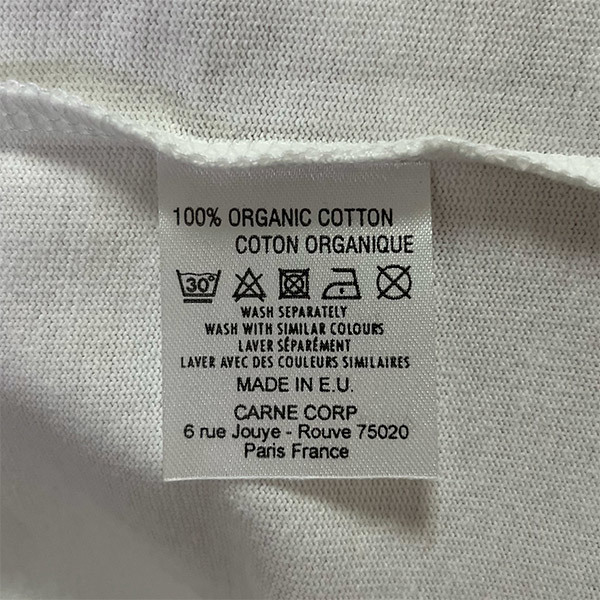 100% ORGANIC COTTON
COTON ORGANIQUE
30°
WASH SEPARATELY
WASH WITH SIMILAR COLOURS
LAVER SÉPARÉMENT
LAVER AVEC DES COULEURS SIMILAIRES
MADE IN E.U.
CARNE CORP
6 rue Jouye - Rouve 75020
Paris France